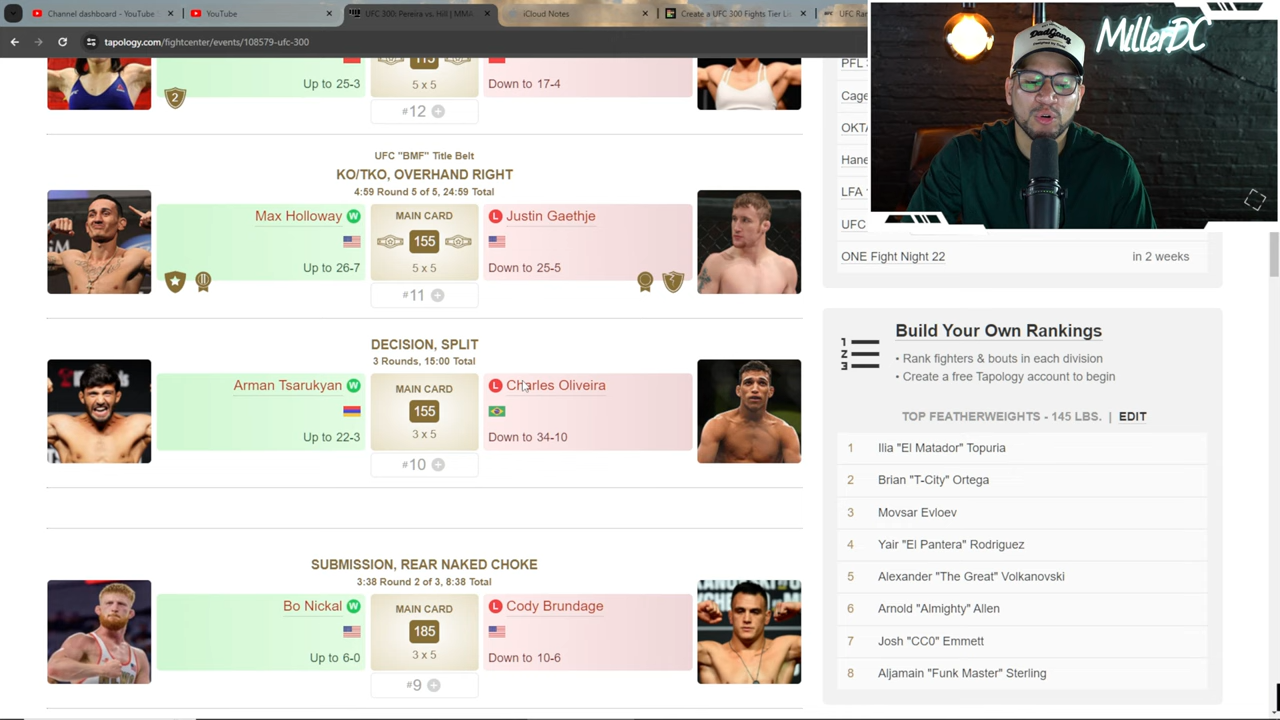 Channel dashboard - YouTube
YouTube
UFC 300: Pereira vs. Hill | MMA
iCloud Notes
Create a UFC 300 Fights Tier Li
UFC Ran
tapology.com/fightcenter/events/108579-ufc-300
MillerDC
DadGang
Up to 25-3
115
5 x 5
Down to 17-4
#12
UFC "BMF" Title Belt
KO/TKO, OVERHAND RIGHT
4:59 Round 5 of 5, 24:59 Total
Max Holloway W
MAIN CARD
L Justin Gaethje
155
Up to 26-7
5 x 5
Down to 25-5
#11
DECISION, SPLIT
3 Rounds, 15:00 Total
Arman Tsarukyan W
MAIN CARD
L Charles Oliveira
155
Up to 22-3
3 x 5
Down to 34-10
#10
SUBMISSION, REAR NAKED CHOKE
3:38 Round 2 of 3, 8:38 Total
Bo Nickal W
MAIN CARD
L Cody Brundage
185
Up to 6-0
3 x 5
Down to 10-6
#9
PFL
Cage
OKTA
Hane
LFA
UFC
ONE Fight Night 22
in 2 weeks
Build Your Own Rankings
• Rank fighters & bouts in each division
• Create a free Tapology account to begin
TOP FEATHERWEIGHTS - 145 LBS. | EDIT
1 Ilia "El Matador" Topuria
2 Brian "T-City" Ortega
3 Movsar Evloev
4 Yair "El Pantera" Rodriguez
5 Alexander "The Great" Volkanovski
6 Arnold "Almighty" Allen
7 Josh "CC0" Emmett
8 Aljamain "Funk Master" Sterling